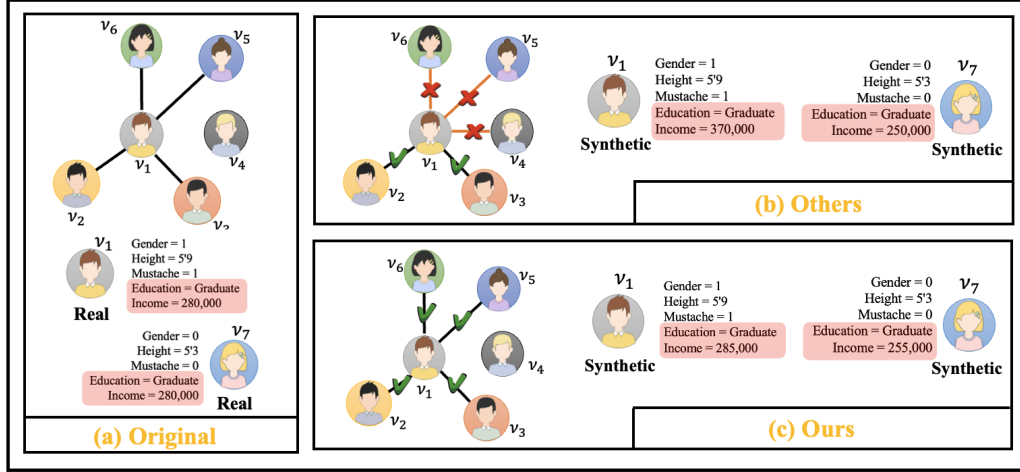 ν6
ν5
ν4
ν1
ν2
ν1
Gender = 1
Height = 5'9
Mustache = 1
Education = Graduate
Income = 280,000
Real
Gender = 0
Height = 5'3
Mustache = 0
Education = Graduate
Income = 280,000
ν7
Real
(a) Original
ν6
ν5
ν4
ν1
ν2
ν3
ν1
Synthetic
Gender = 1
Height = 5'9
Mustache = 1
Education = Graduate
Income = 370,000
Gender = 0
Height = 5'3
Mustache = 0
Education = Graduate
Income = 250,000
ν7
Synthetic
(b) Others
ν6
ν5
ν4
ν1
ν2
ν3
ν1
Synthetic
Gender = 1
Height = 5'9
Mustache = 1
Education = Graduate
Income = 285,000
Gender = 0
Height = 5'3
Mustache = 0
Education = Graduate
Income = 255,000
ν7
Synthetic
(c) Ours